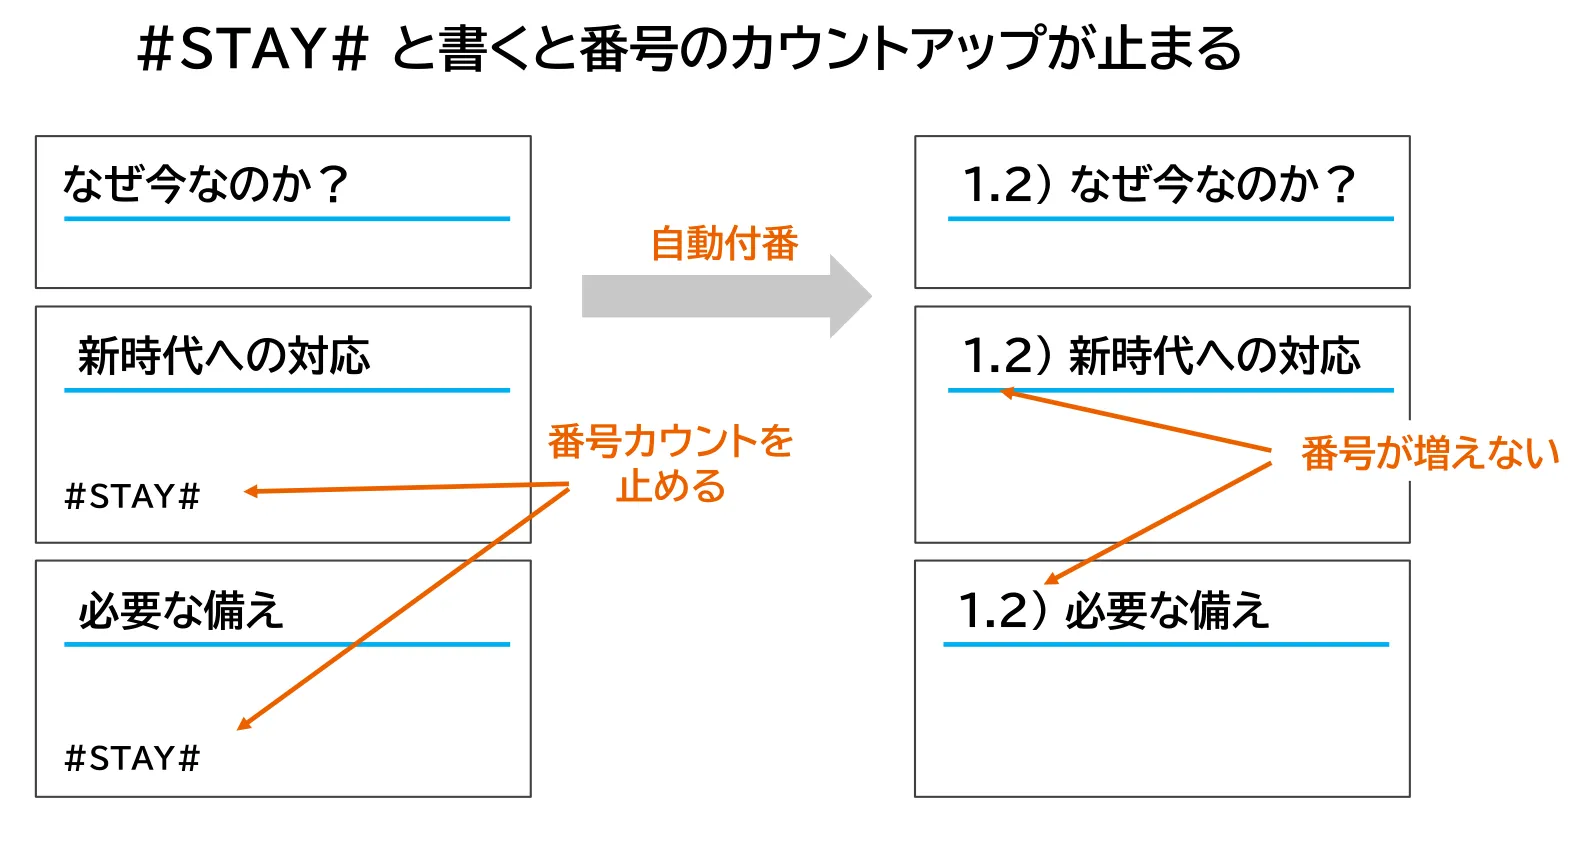 #STAY# と書くと番号のカウントアップが止まる
なぜ今なのか？
新時代への対応
#STAY#
必要な備え
#STAY#
自動付番
番号カウントを
止める
1.2）なぜ今なのか？
1.2）新時代への対応
1.2）必要な備え
番号が増えない